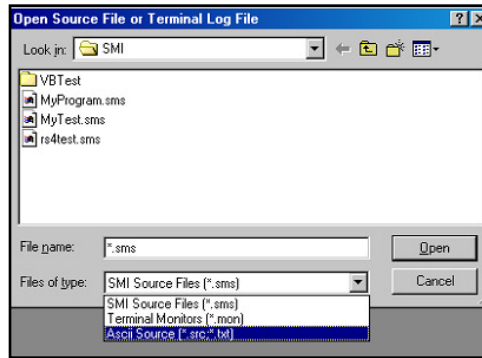 Open Source File or Terminal Log File
Look in: SMI
VBTest
MyProgram.sms
MyTest.sms
rs4test.sms
File name: *.sms Open
Files of type: SMI Source Files (*.sms) Cancel
SMI Source Files (*.sms)
Terminal Monitors (*.mon)
Ascii Source (*.src;*.txt)